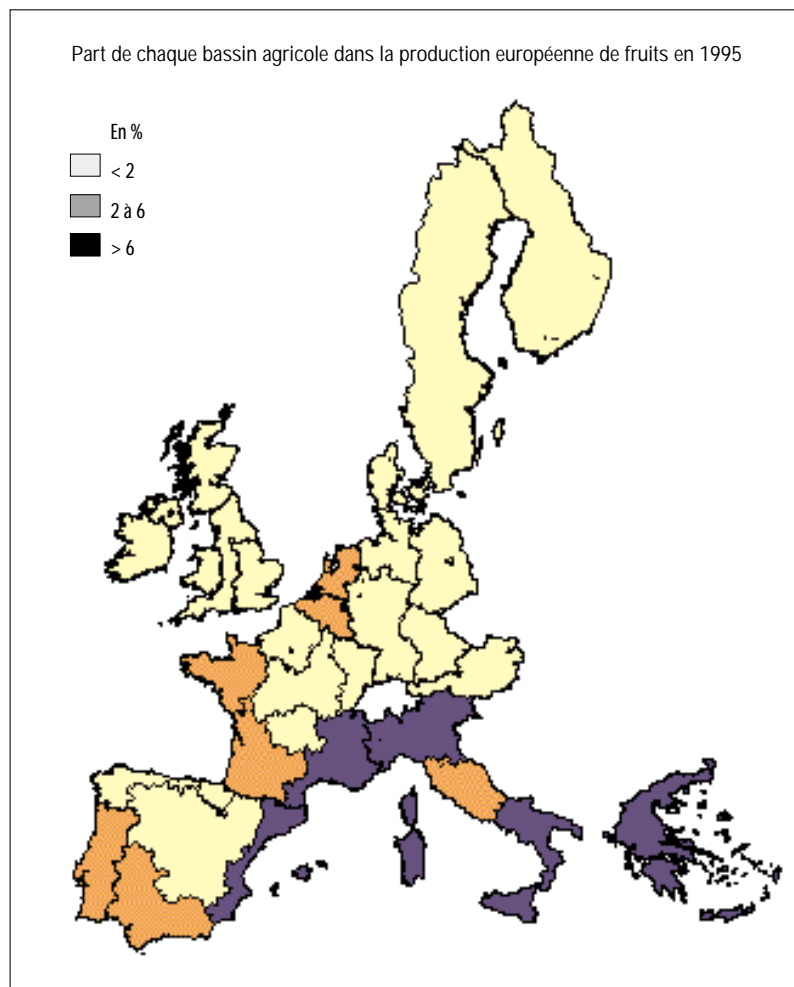 Part de chaque bassin agricole dans la production européenne de fruits en 1995
En %
< 2
2 à 6
> 6